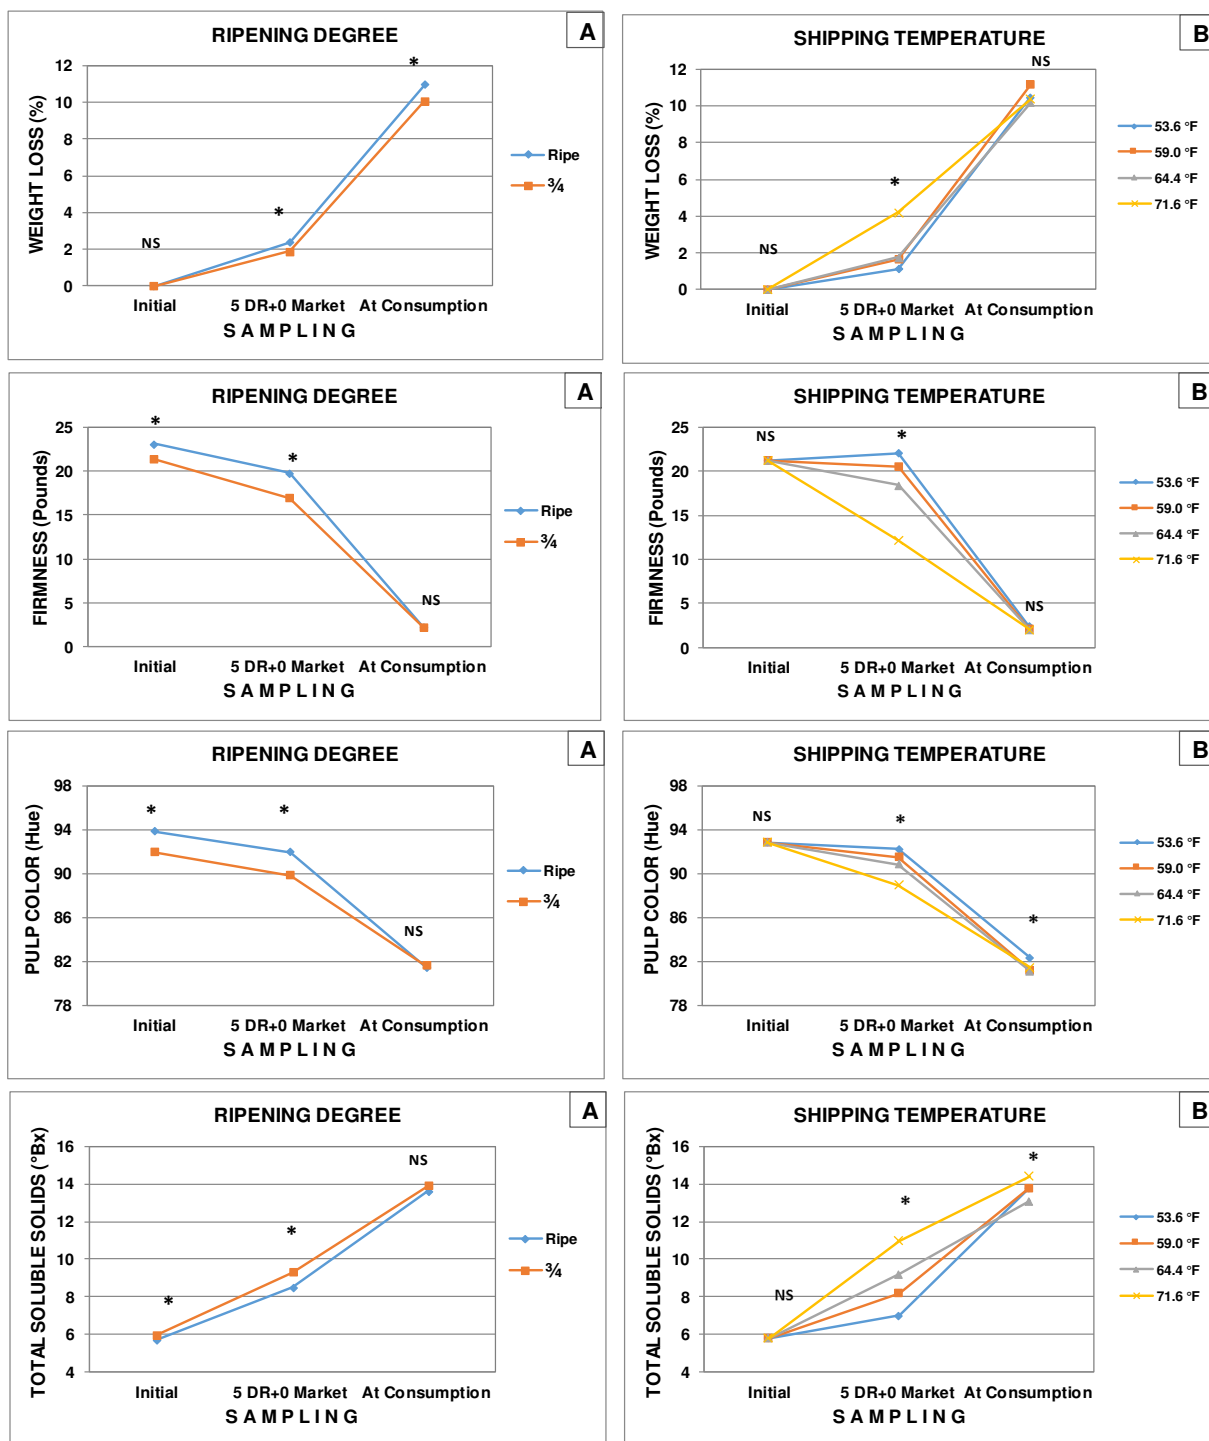 RIPENING DEGREE
A
WEIGHT LOSS (%)
12
10
8
6
4
2
0
NS
*
*
Ripe
¾
Initial
5 DR+0 Market
At Consumption
S A M P L I N G
SHIPPING TEMPERATURE
B
WEIGHT LOSS (%)
12
10
8
6
4
2
0
NS
*
NS
53.6 °F
59.0 °F
64.4 °F
71.6 °F
Initial
5 DR+0 Market
At Consumption
S A M P L I N G
RIPENING DEGREE
A
FIRMNESS (Pounds)
25
20
15
10
5
0
*
*
NS
Ripe
¾
Initial
5 DR+0 Market
At Consumption
S A M P L I N G
SHIPPING TEMPERATURE
B
FIRMNESS (Pounds)
25
20
15
10
5
0
NS
*
NS
53.6 °F
59.0 °F
64.4 °F
71.6 °F
Initial
5 DR+0 Market
At Consumption
S A M P L I N G
RIPENING DEGREE
A
PULP COLOR (Hue)
98
94
90
86
82
78
*
*
NS
Ripe
¾
Initial
5 DR+0 Market
At Consumption
S A M P L I N G
SHIPPING TEMPERATURE
B
PULP COLOR (Hue)
98
94
90
86
82
78
NS
*
*
53.6 °F
59.0 °F
64.4 °F
71.6 °F
Initial
5 DR+0 Market
At Consumption
S A M P L I N G
RIPENING DEGREE
A
TOTAL SOLUBLE SOLIDS (°Bx)
16
14
12
10
8
6
4
*
*
NS
Ripe
¾
Initial
5 DR+0 Market
At Consumption
S A M P L I N G
SHIPPING TEMPERATURE
B
TOTAL SOLUBLE SOLIDS (°Bx)
16
14
12
10
8
6
4
NS
*
*
53.6 °F
59.0 °F
64.4 °F
71.6 °F
Initial
5 DR+0 Market
At Consumption
S A M P L I N G